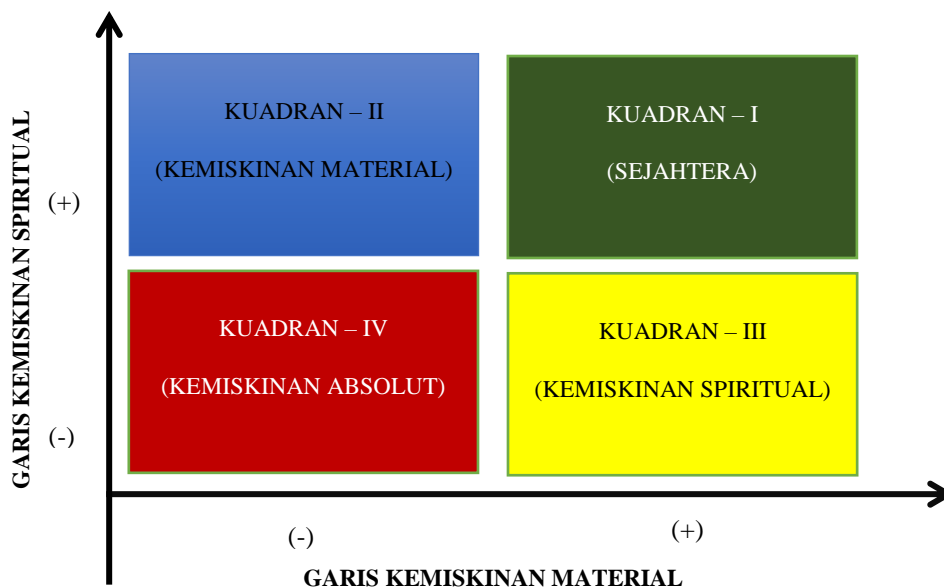 GARIS KEMISKINAN SPIRITUAL
(+)
(-)
KUADRAN – II
(KEMISKINAN MATERIAL)
KUADRAN – I
(SEJAHTERA)
KUADRAN – IV
(KEMISKINAN ABSOLUT)
KUADRAN – III
(KEMISKINAN SPIRITUAL)
(-)
(+)
GARIS KEMISKINAN MATERIAL